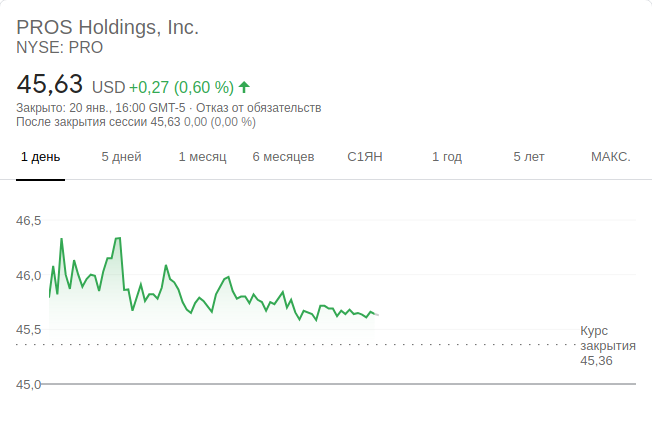 PROS Holdings, Inc.
NYSE: PRO
45,63 USD +0,27 (0,60 %)
Закрыто: 20 янв., 16:00 GMT-5 · Отказ от обязательств
После закрытия сессии 45,63 0,00 (0,00 %)
1 день 5 дней 1 месяц 6 месяцев С1ЯН 1 год 5 лет МАКС.
46,5
46,0
45,5
Курс
закрытия
45,36
45,0